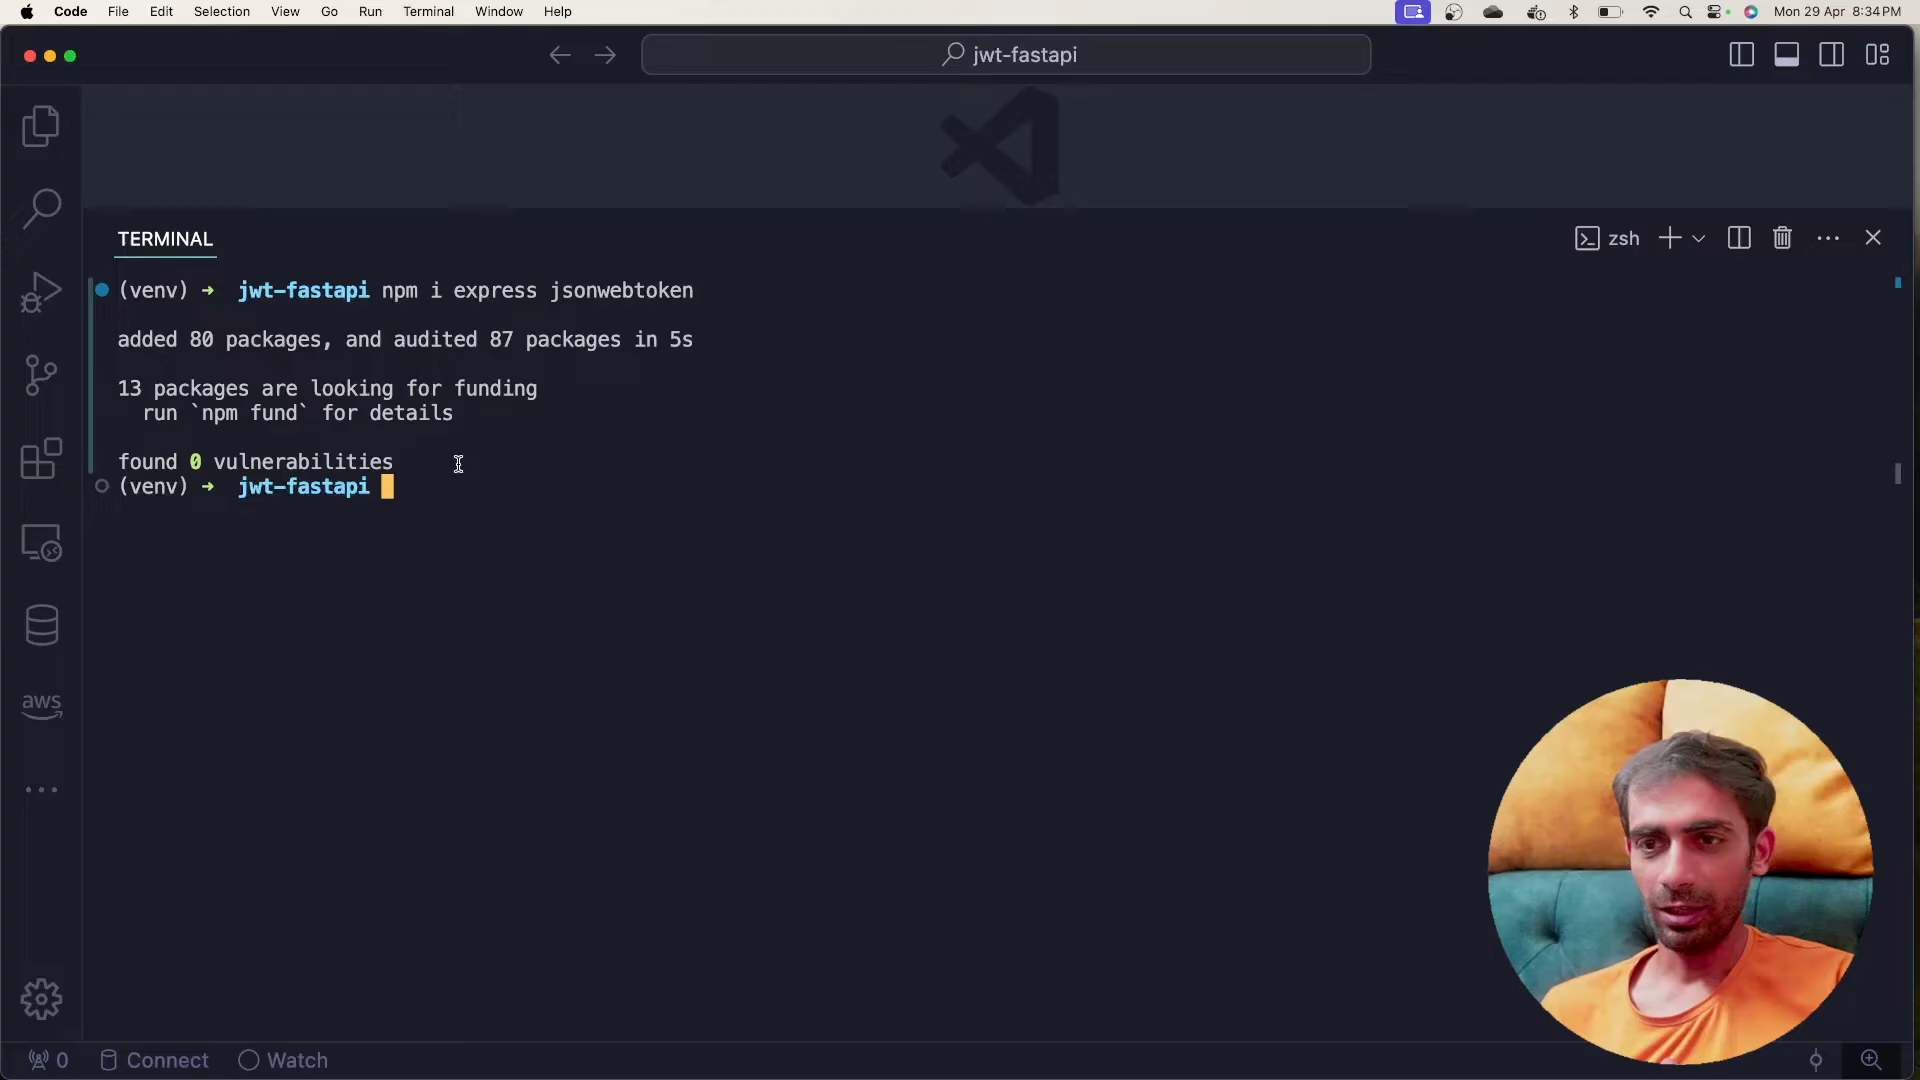 Code File Edit Selection View Go Run Terminal Window Help Mon 29 Apr 8:34PM
jwt-fastapi
TERMINAL
zsh
(venv) ➜ jwt-fastapi npm i express jsonwebtoken
added 80 packages, and audited 87 packages in 5s
13 packages are looking for funding
run `npm fund` for details
found 0 vulnerabilities
(venv) ➜ jwt-fastapi
aws
0 Connect Watch